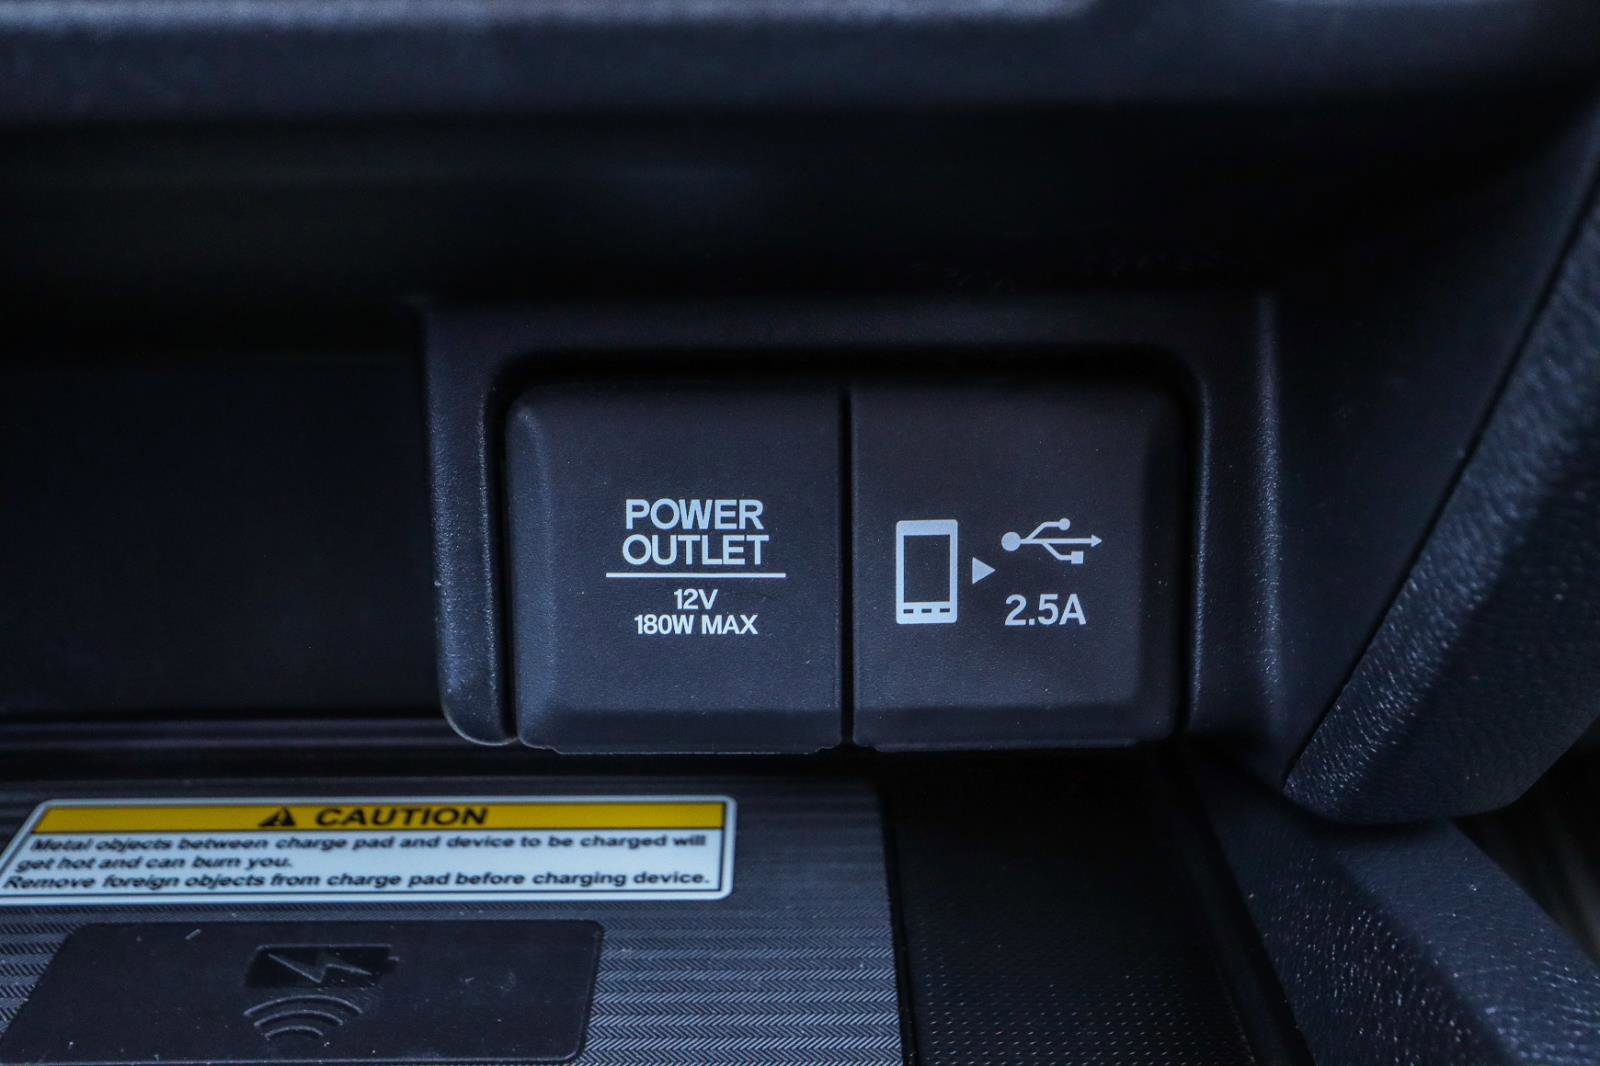 POWER
OUTLET
12V
180W MAX
2.5A
CAUTION
Metal objects between charge pad and device to be charged will
get hot and can burn you.
Remove foreign objects from charge pad before charging device.